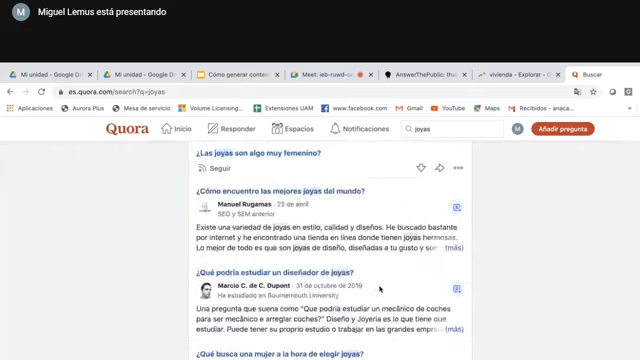 M Miguel Lemus está presentando
Mi unidad - Google Dri
Mi unidad - Google Dri
Cómo generar conteni
Meet: ieb-ruwd-c
AnswerThePublic: that
vivienda - Explorar - G
Buscar
es.quora.com/search?q=joyas
Aplicaciones
Aurora Plus
Mesa de servicio
Volume Licensing...
Extensiones UAM
www.facebook.com
Gmail
YouTube
Maps
Recibidos - anaca...
Quora
Inicio
Responder
Espacios
Notificaciones
joyas
M
Añadir pregunta
¿Las joyas son algo muy femenino?
Seguir
¿Cómo encuentro las mejores joyas del mundo?
Manuel Rugamas · 22 de abril
SEO y SEM anterior
Existe una variedad de joyas en estilo, calidad y diseños. He buscado bastante
por internet y he encontrado una tienda en línea donde tienen joyas hermosas.
Lo mejor de todo es que son joyas de diseño, diseñadas a tu gusto y son (más)
¿Qué podría estudiar un diseñador de joyas?
Marcio C. de C. Dupont · 31 de octubre de 2019
Ha estudiado en Bournemouth University
Una pregunta que suena como "Que podría estudiar un mecánico de coches
para ser mecánico e arreglar coches?" Diseño y Joyería es lo que tiene que
estudiar. Puede tener su propio estudio o trabajar en las grandes empre (más)
¿Qué busca una mujer a la hora de elegir joyas?